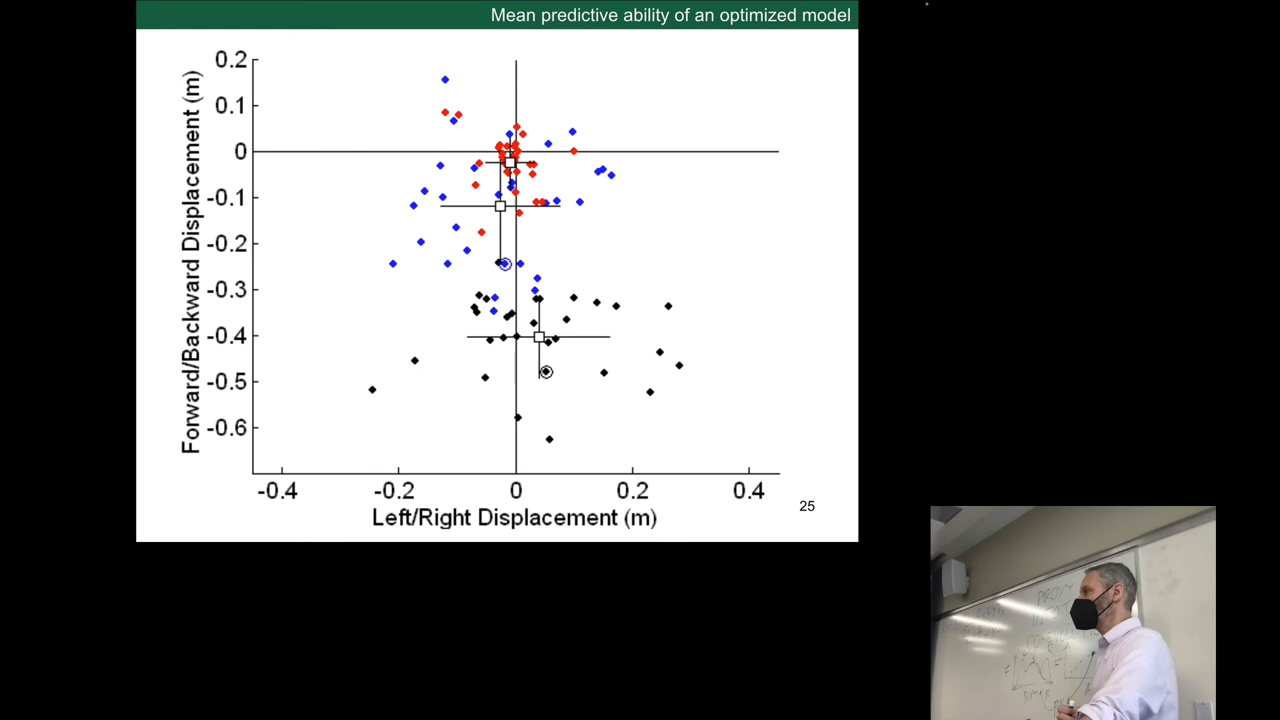 Mean predictive ability of an optimized model
0.2
0.1
0
-0.1
-0.2
-0.3
-0.4
-0.5
-0.6
Forward/Backward Displacement (m)
-0.4 -0.2 0 0.2 0.4
Left/Right Displacement (m)
25
PROXY